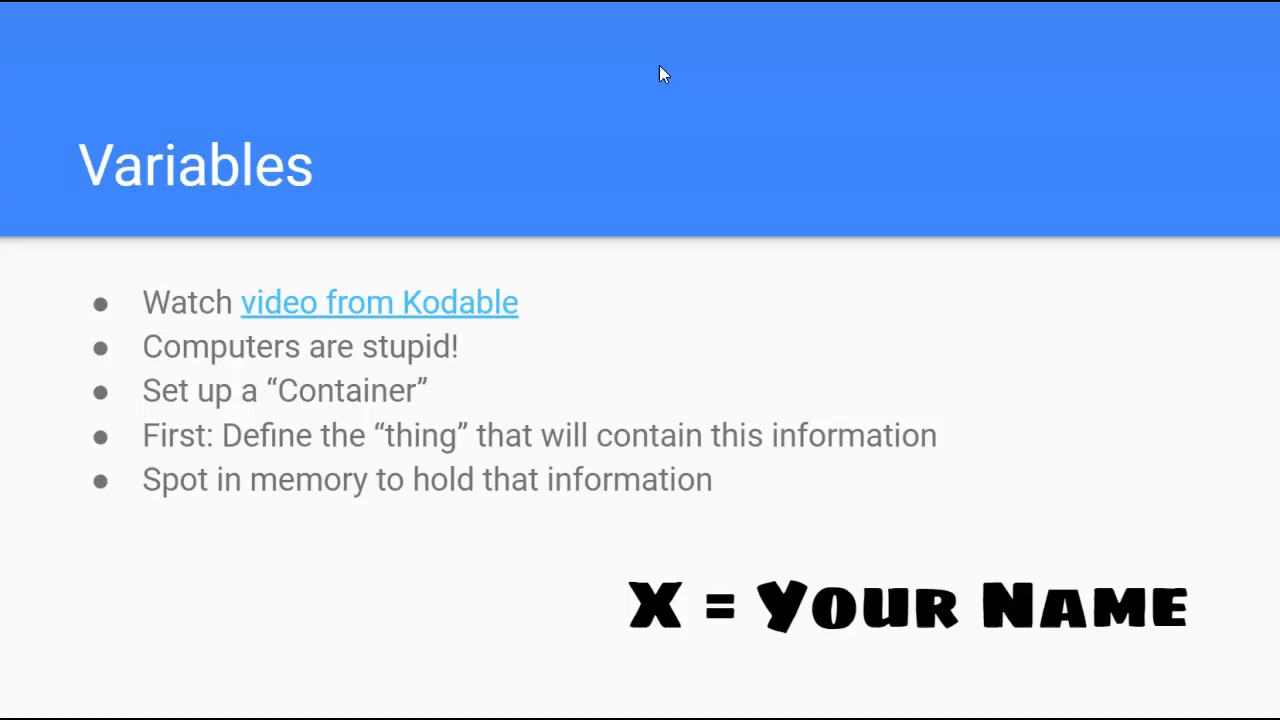 Variables
● Watch video from Kodable
● Computers are stupid!
● Set up a “Container”
● First: Define the “thing” that will contain this information
● Spot in memory to hold that information
X = Your Name